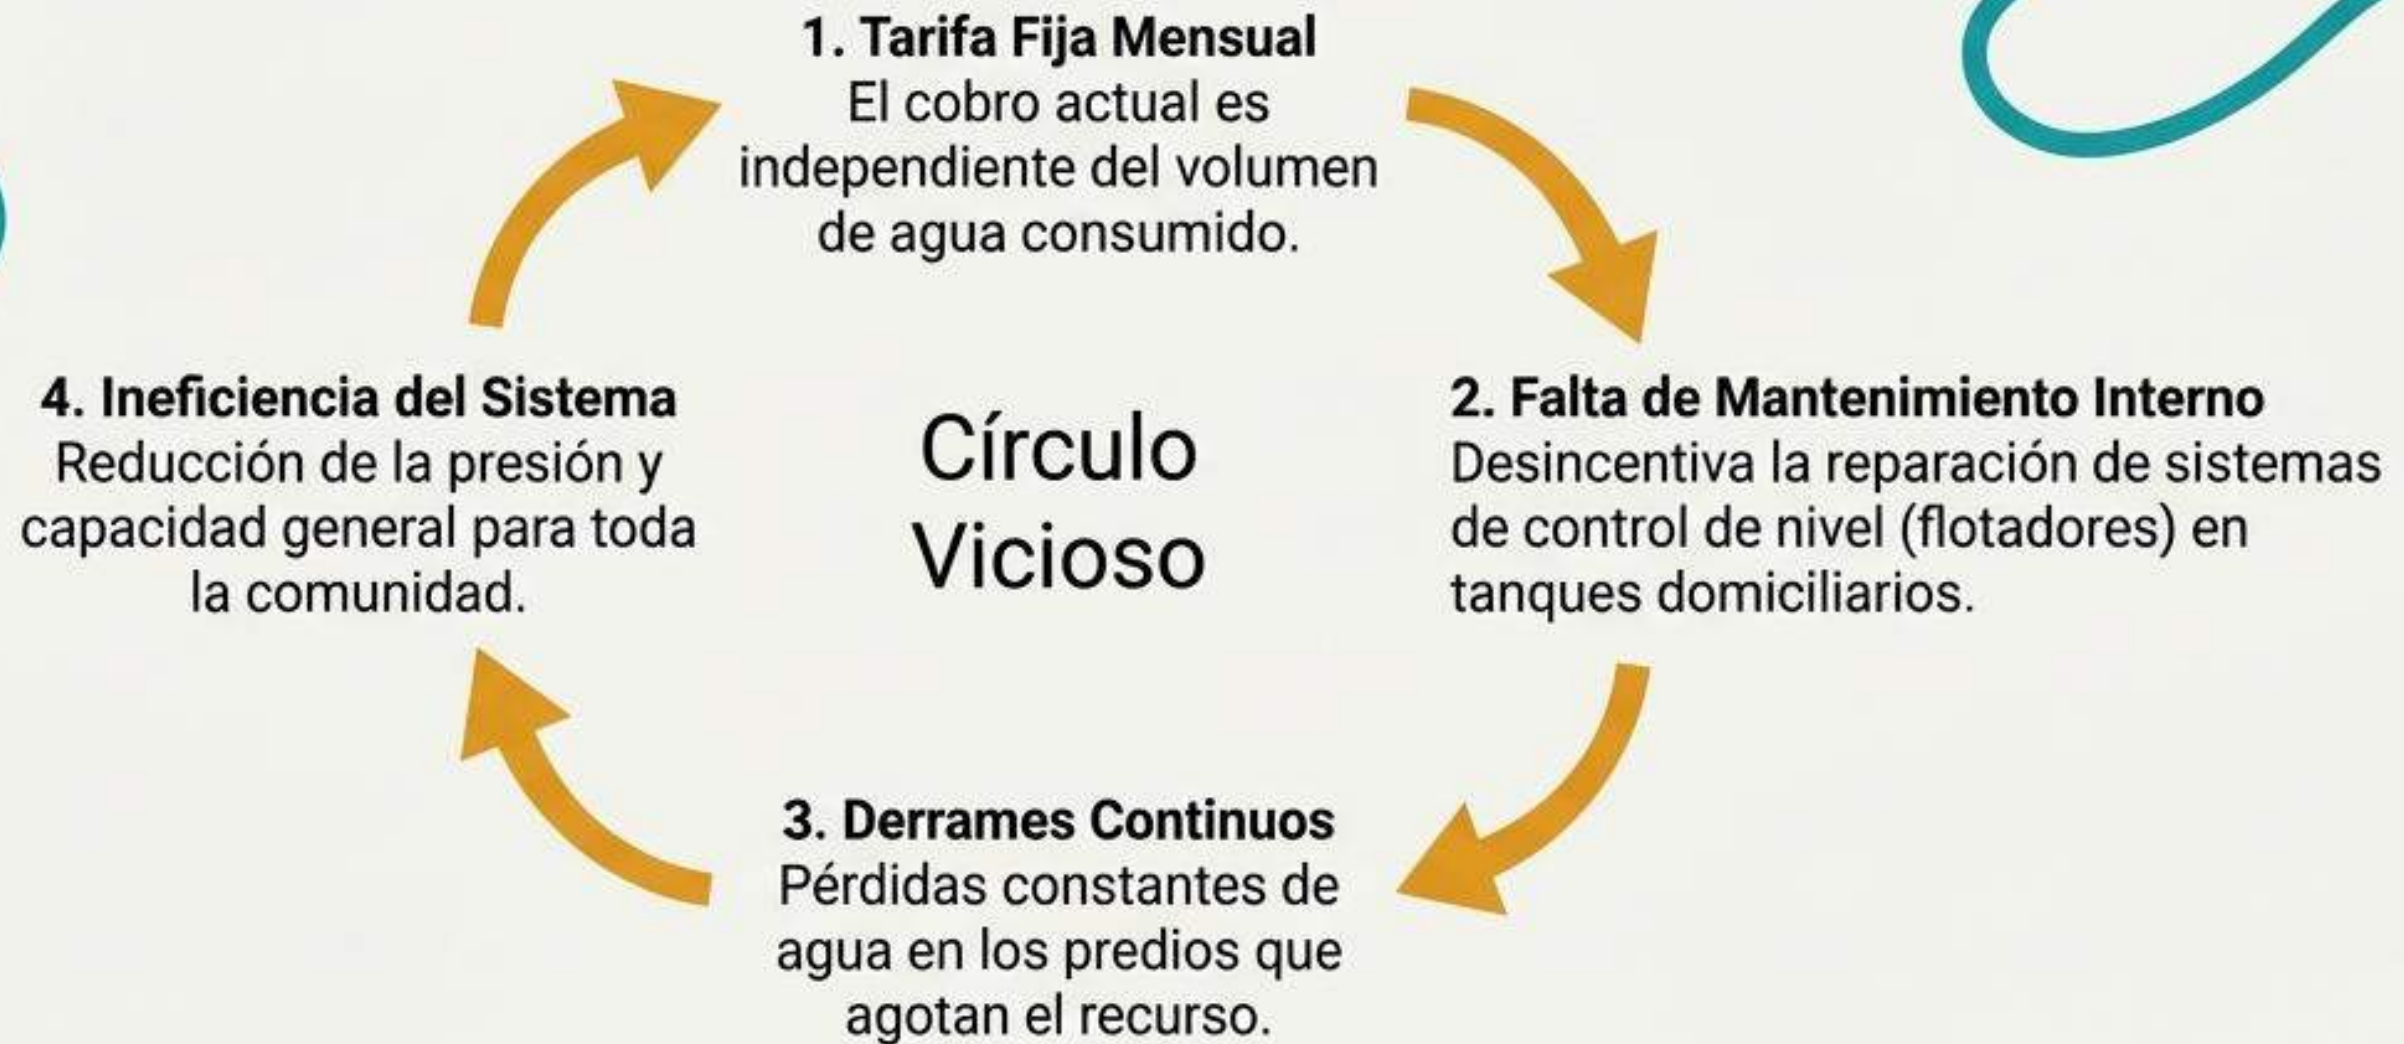 1. Tarifa Fija Mensual
El cobro actual es
independiente del volumen
de agua consumido.
2. Falta de Mantenimiento Interno
Desincentiva la reparación de sistemas
de control de nivel (flotadores) en
tanques domiciliarios.
3. Derrames Continuos
Pérdidas constantes de
agua en los predios que
agotan el recurso.
4. Ineficiencia del Sistema
Reducción de la presión y
capacidad general para toda
la comunidad.
Círculo
Vicioso